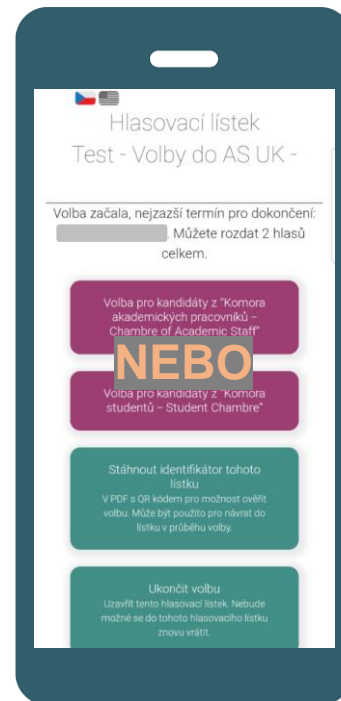 Hlasovací lístek
Test - Volby do AS UK -
Volba začala, nejzazší termín pro dokončení:
. Můžete rozdat 2 hlasů
celkem.
Volba pro kandidáty z "Komora
akademických pracovníků –
Chambre of Academic Staff"
NEBO
Volba pro kandidáty z "Komora
studentů – Student Chambre"
Stáhnout identifikátor tohoto
lístku
V PDF s QR kódem pro možnost ověřit
volbu. Může být použito pro návrat do
lístku v průběhu volby.
Ukončit volbu
Uzavřít tento hlasovací lístek. Nebude
možné se do tohoto hlasovacího lístku
znovu vrátit.